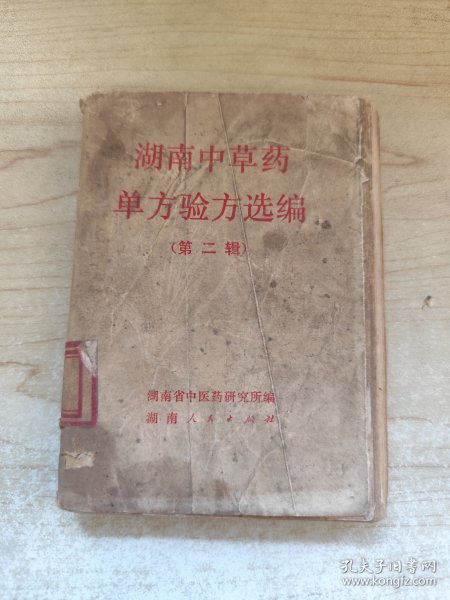 湖南中草药
单方验方选编
（第二辑）
湖南省中医药研究所编
湖南人民出版社
孔夫子旧书网
www.kongfz.com